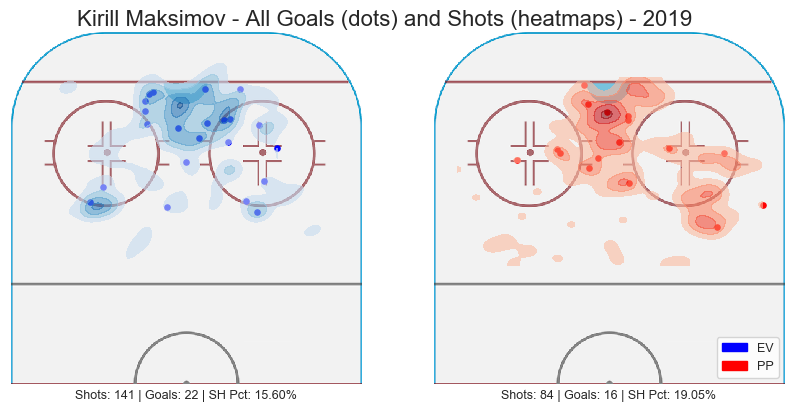 Kirill Maksimov - All Goals (dots) and Shots (heatmaps) - 2019
EV
PP
Shots: 141 | Goals: 22 | SH Pct: 15.60%
Shots: 84 | Goals: 16 | SH Pct: 19.05%